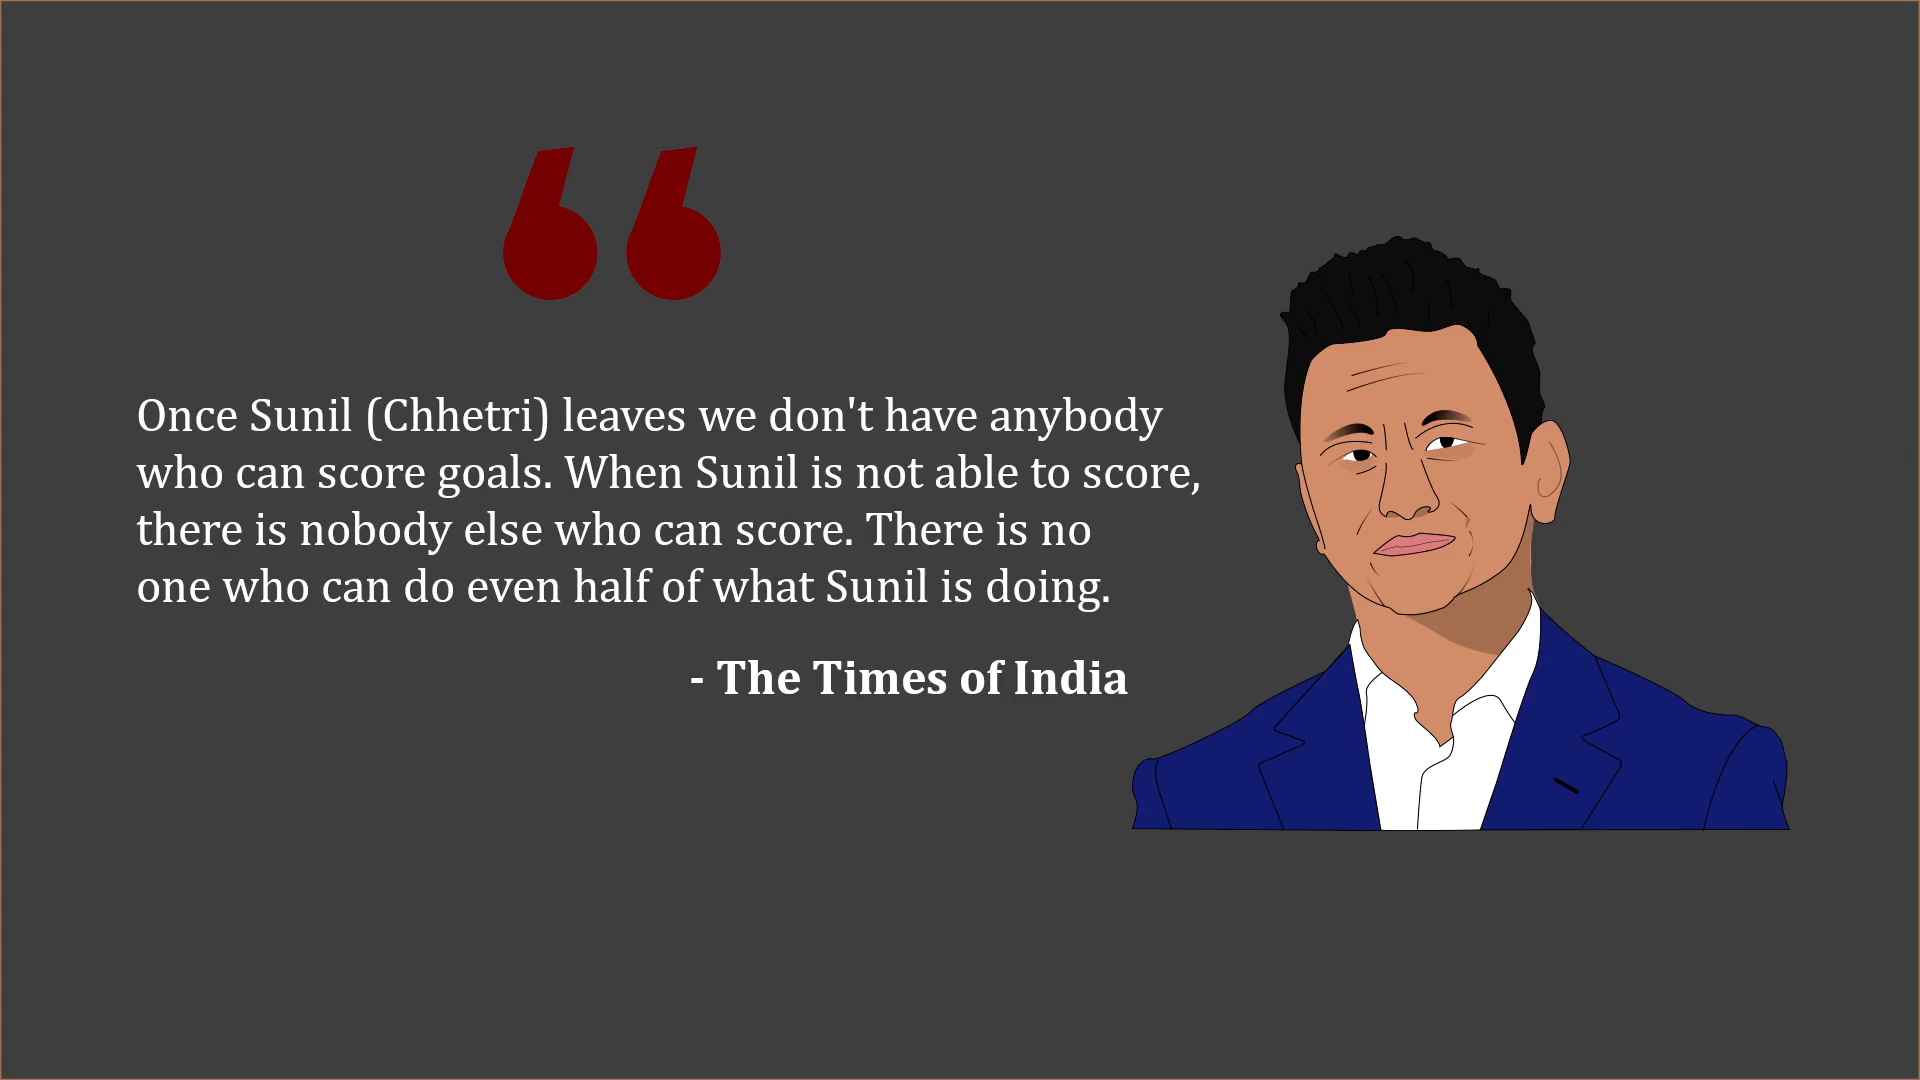 Once Sunil (Chhetri) leaves we don't have anybody
who can score goals. When Sunil is not able to score,
there is nobody else who can score. There is no
one who can do even half of what Sunil is doing.
- The Times of India